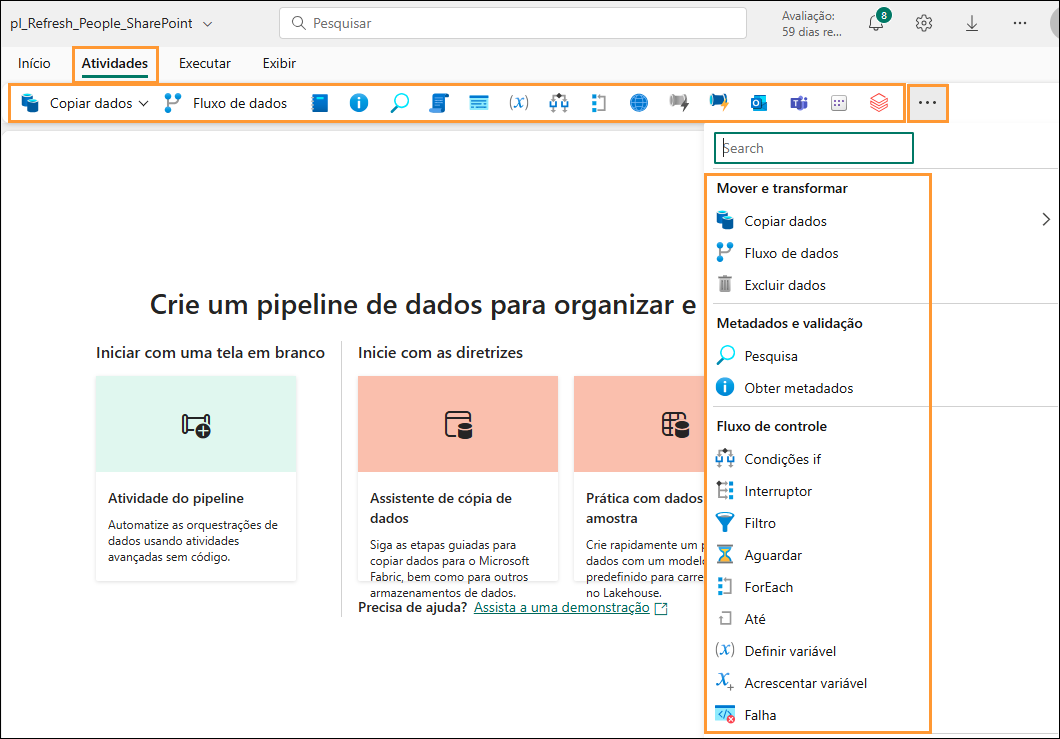 pl_Refresh_People_SharePoint
Pesquisar
Avaliação:
59 dias re...
8
Início
Atividades
Executar
Exibir
Copiar dados
Fluxo de dados
(x)
Search
Mover e transformar
Copiar dados
Fluxo de dados
Excluir dados
Metadados e validação
Pesquisa
Obter metadados
Fluxo de controle
Condições if
Interruptor
Filtro
Aguardar
ForEach
Até
Definir variável
Acrescentar variável
Falha
Crie um pipeline de dados para organizar e
Iniciar com uma tela em branco
Atividade do pipeline
Automatize as orquestrações de
dados usando atividades
avançadas sem código.
Inicie com as diretrizes
Assistente de cópia de
dados
Siga as etapas guiadas para
copiar dados para o Microsoft
Fabric, bem como para outros
armazenamentos de dados.
Prática com dados
amostra
Crie rapidamente um p
dados com um modelo
predefinido para carre
no Lakehouse.
Precisa de ajuda? Assista a uma demonstração